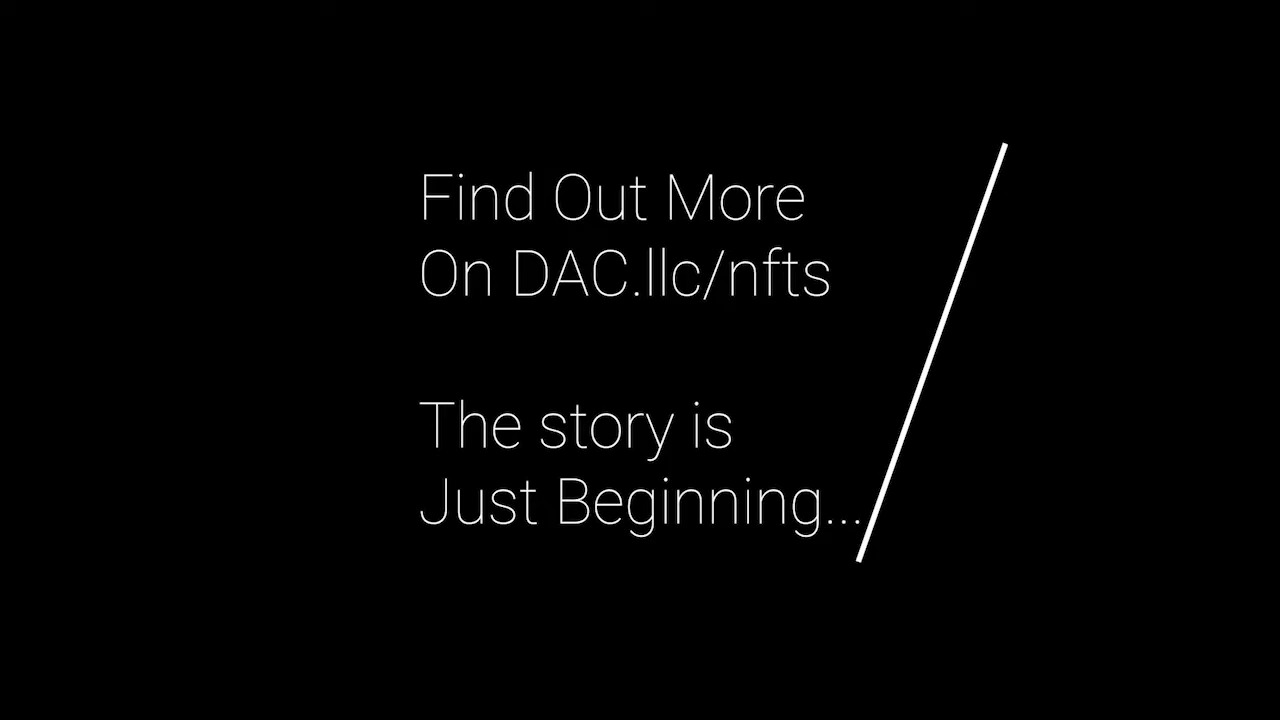 Find Out More
On DAC.llc/nfts
The story is
Just Beginning...